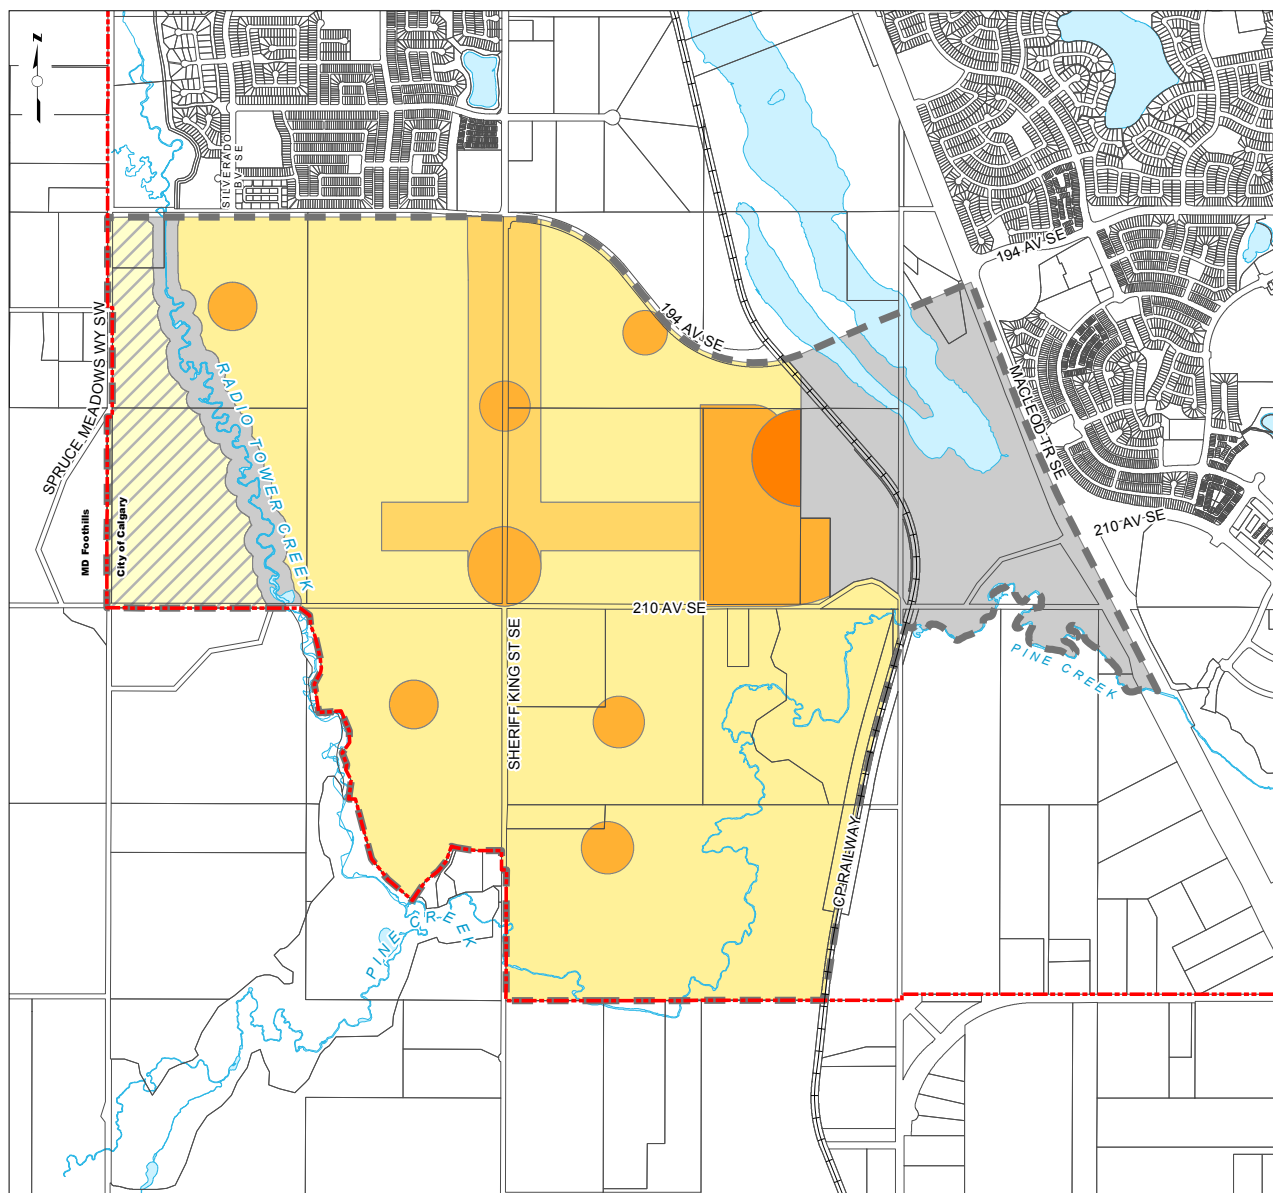 N
SILVERADO
BV SE
194 AV SE
194 AV SE
SPRUCE MEADOWS WY SW
RADIO TOWER CREEK
MACLEOD TR SE
210 AV SE
MD Foothills
City of Calgary
210 AV SE
SHERIFF KING ST SE
PINE CREEK
CP RAILWAY
PINE CREEK